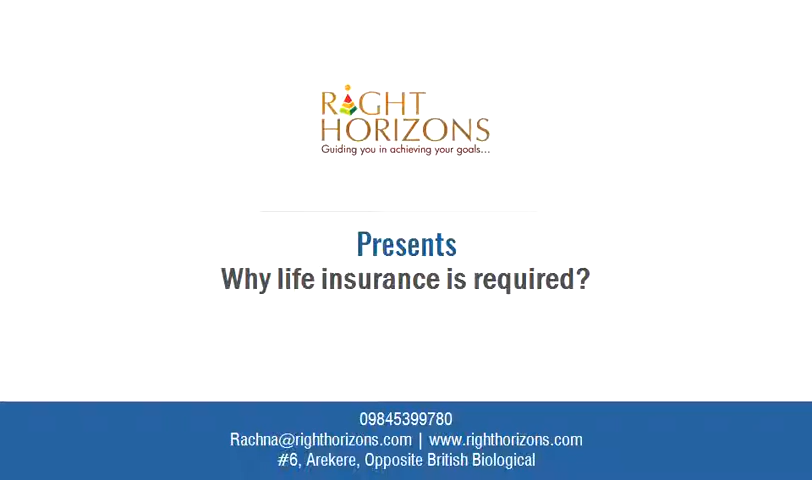 RIGHT
HORIZONS
Guiding you in achieving your goals...
Presents
Why life insurance is required?
09845399780
Rachna@righthorizons.com | www.righthorizons.com
#6, Arekere, Opposite British Biological